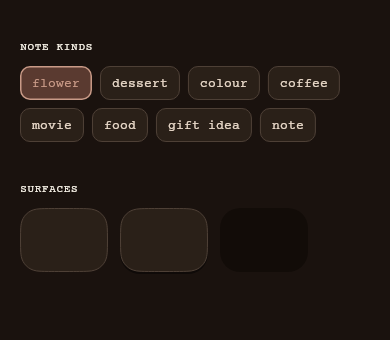 NOTE KINDS
flower dessert colour coffee
movie food gift idea note
SURFACES